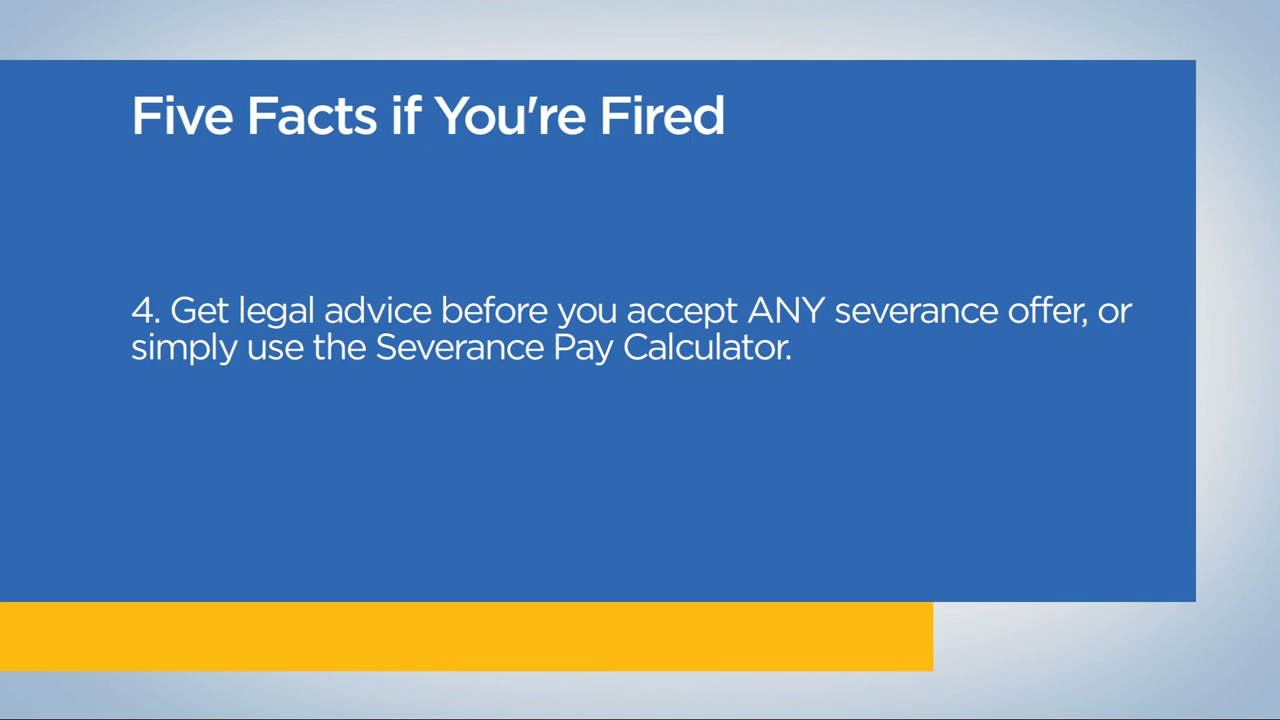 Five Facts if You're Fired
4. Get legal advice before you accept ANY severance offer, or
simply use the Severance Pay Calculator.